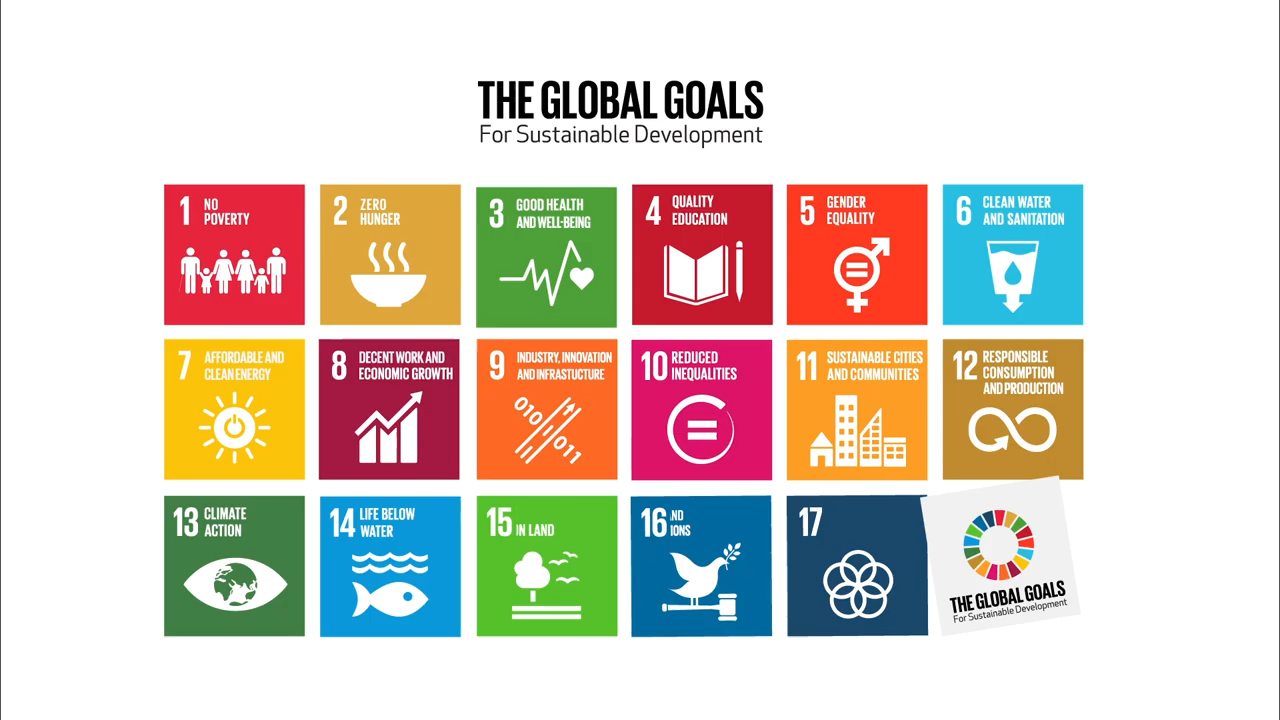 THE GLOBAL GOALS
For Sustainable Development
1 NO
POVERTY
2 ZERO
HUNGER
3 GOOD HEALTH
AND WELL-BEING
4 QUALITY
EDUCATION
5 GENDER
EQUALITY
6 CLEAN WATER
AND SANITATION
7 AFFORDABLE AND
CLEAN ENERGY
8 DECENT WORK AND
ECONOMIC GROWTH
9 INDUSTRY, INNOVATION
AND INFRASTUCTURE
010
011
10 REDUCED
INEQUALITIES
11 SUSTAINABLE CITIES
AND COMMUNITIES
12 RESPONSIBLE
CONSUMPTION
AND PRODUCTION
13 CLIMATE
ACTION
14 LIFE BELOW
WATER
15 IN LAND
16 .ND
IONS
17
THE GLOBAL GOALS
For Sustainable Development